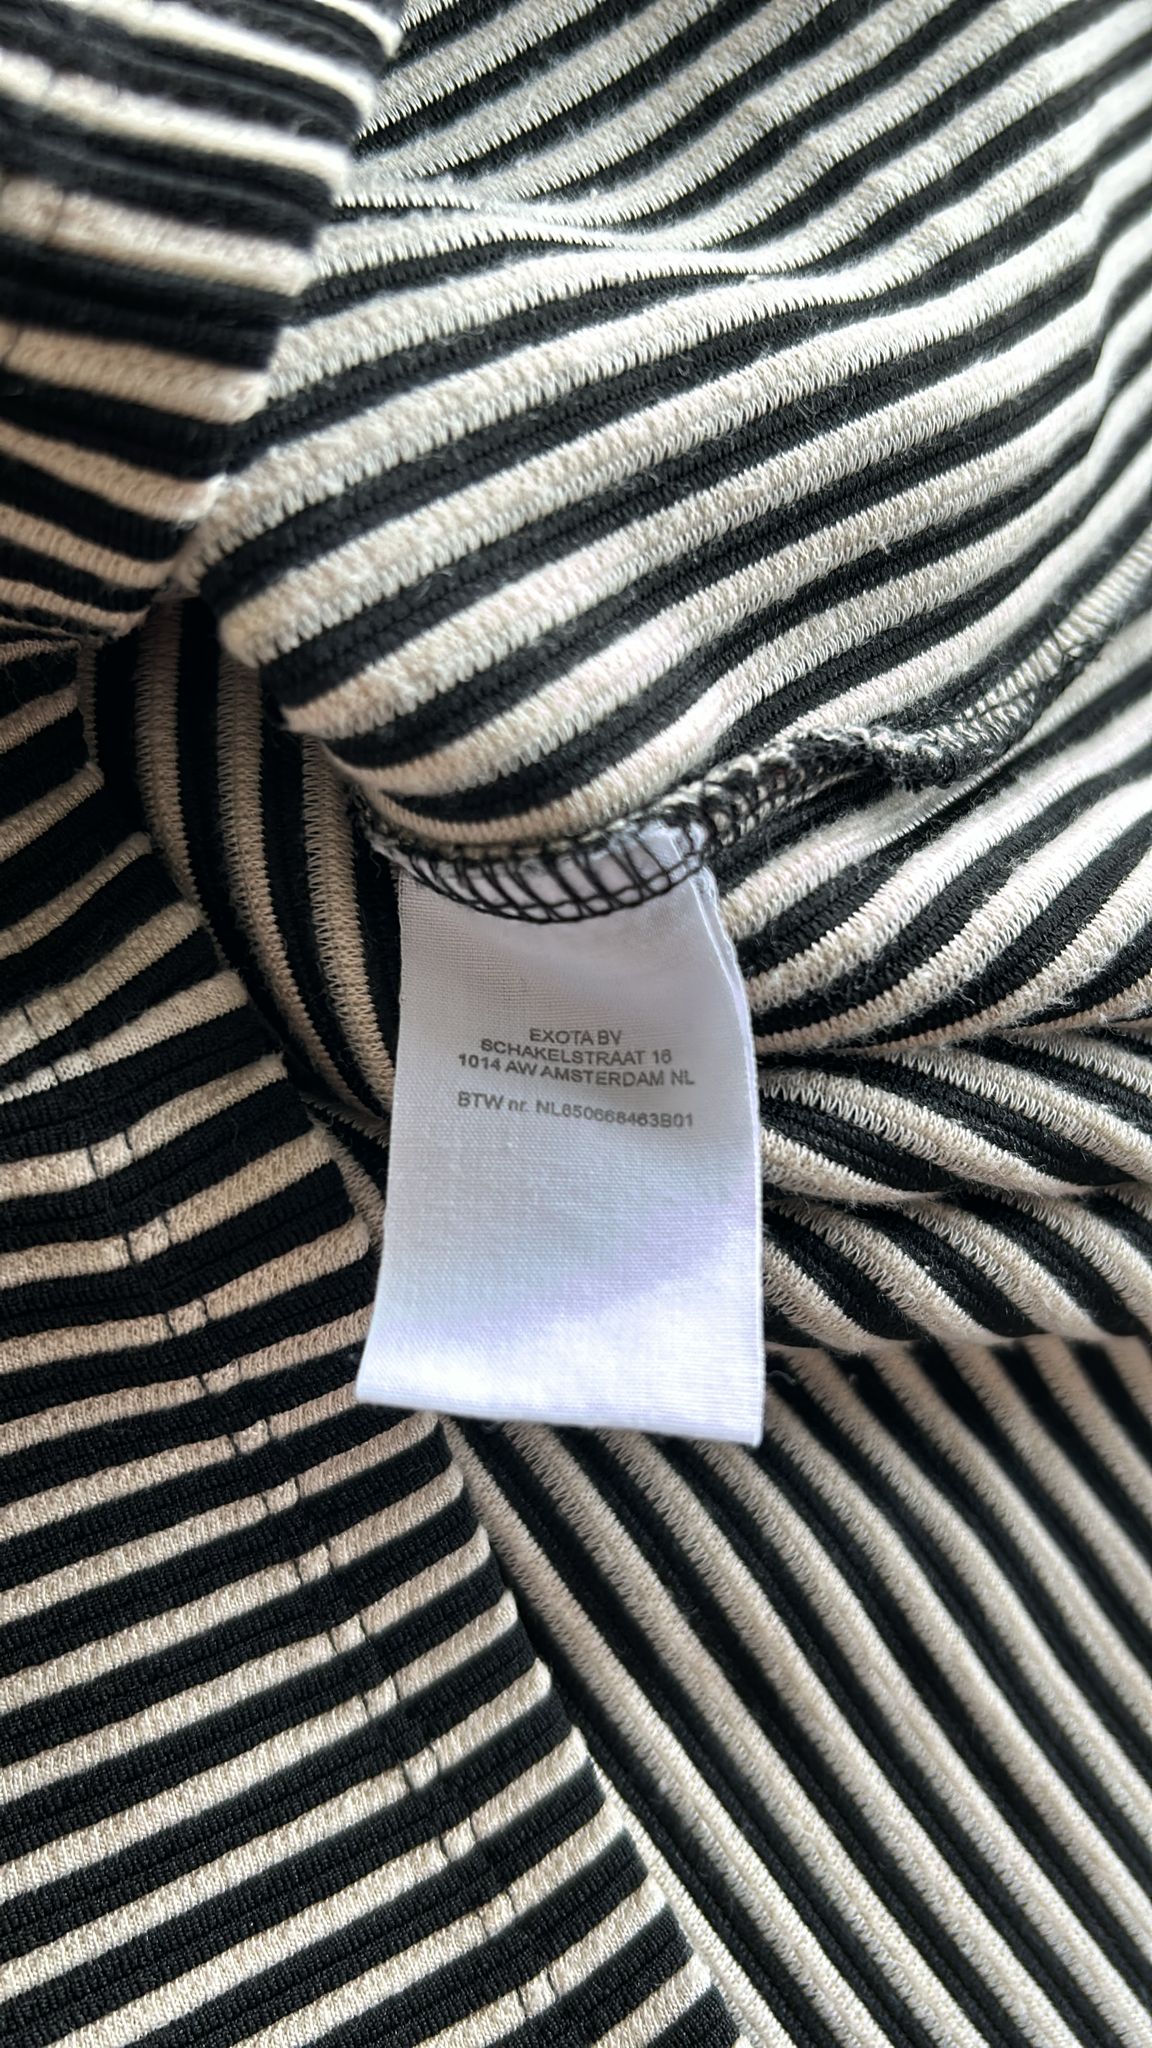 EXOTA BV
SCHAKELSTRAAT 16
1014 AW AMSTERDAM NL
BTW nr. NL850668463B01